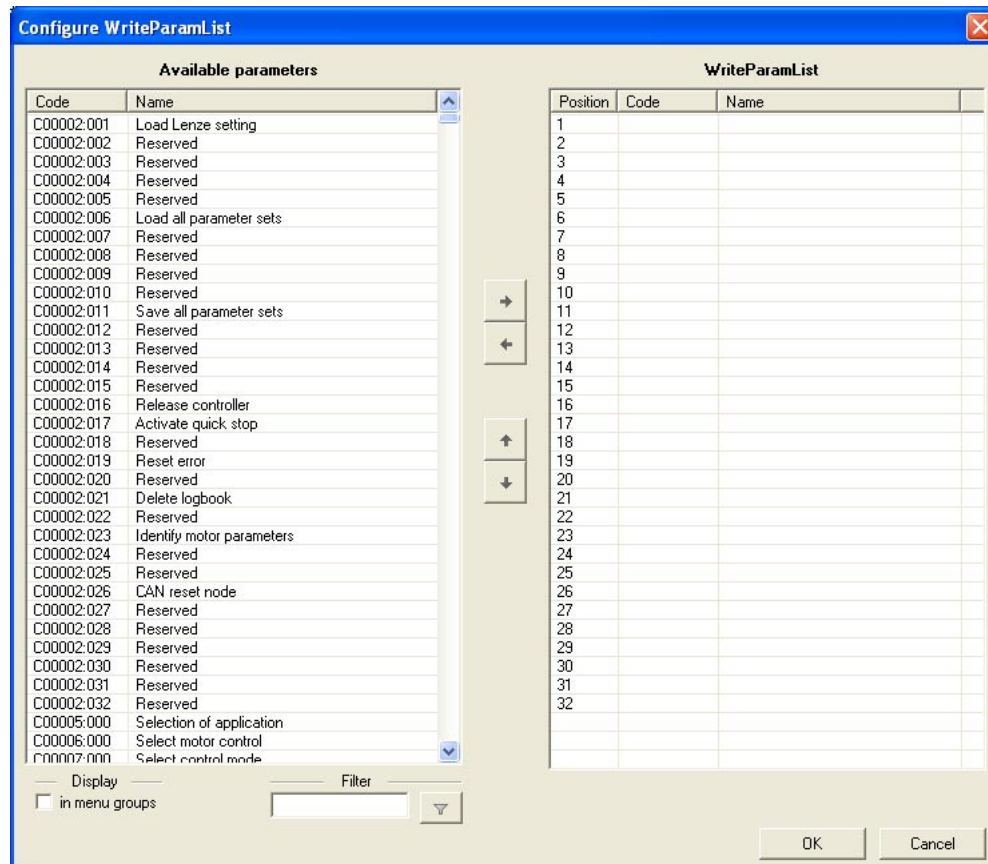 Configure WriteParamList
Available parameters
Code Name
C00002:001 Load Lenze setting
C00002:002 Reserved
C00002:003 Reserved
C00002:004 Reserved
C00002:005 Reserved
C00002:006 Load all parameter sets
C00002:007 Reserved
C00002:008 Reserved
C00002:009 Reserved
C00002:010 Reserved
C00002:011 Save all parameter sets
C00002:012 Reserved
C00002:013 Reserved
C00002:014 Reserved
C00002:015 Reserved
C00002:016 Release controller
C00002:017 Activate quick stop
C00002:018 Reserved
C00002:019 Reset error
C00002:020 Reserved
C00002:021 Delete logbook
C00002:022 Reserved
C00002:023 Identify motor parameters
C00002:024 Reserved
C00002:025 Reserved
C00002:026 CAN reset node
C00002:027 Reserved
C00002:028 Reserved
C00002:029 Reserved
C00002:030 Reserved
C00002:031 Reserved
C00002:032 Reserved
C00005:000 Selection of application
C00006:000 Select motor control
C00007:000 Select control mode
Display
in menu groups
Filter
WriteParamList
Position Code Name
1
2
3
4
5
6
7
8
9
10
11
12
13
14
15
16
17
18
19
20
21
22
23
24
25
26
27
28
29
30
31
32
OK Cancel